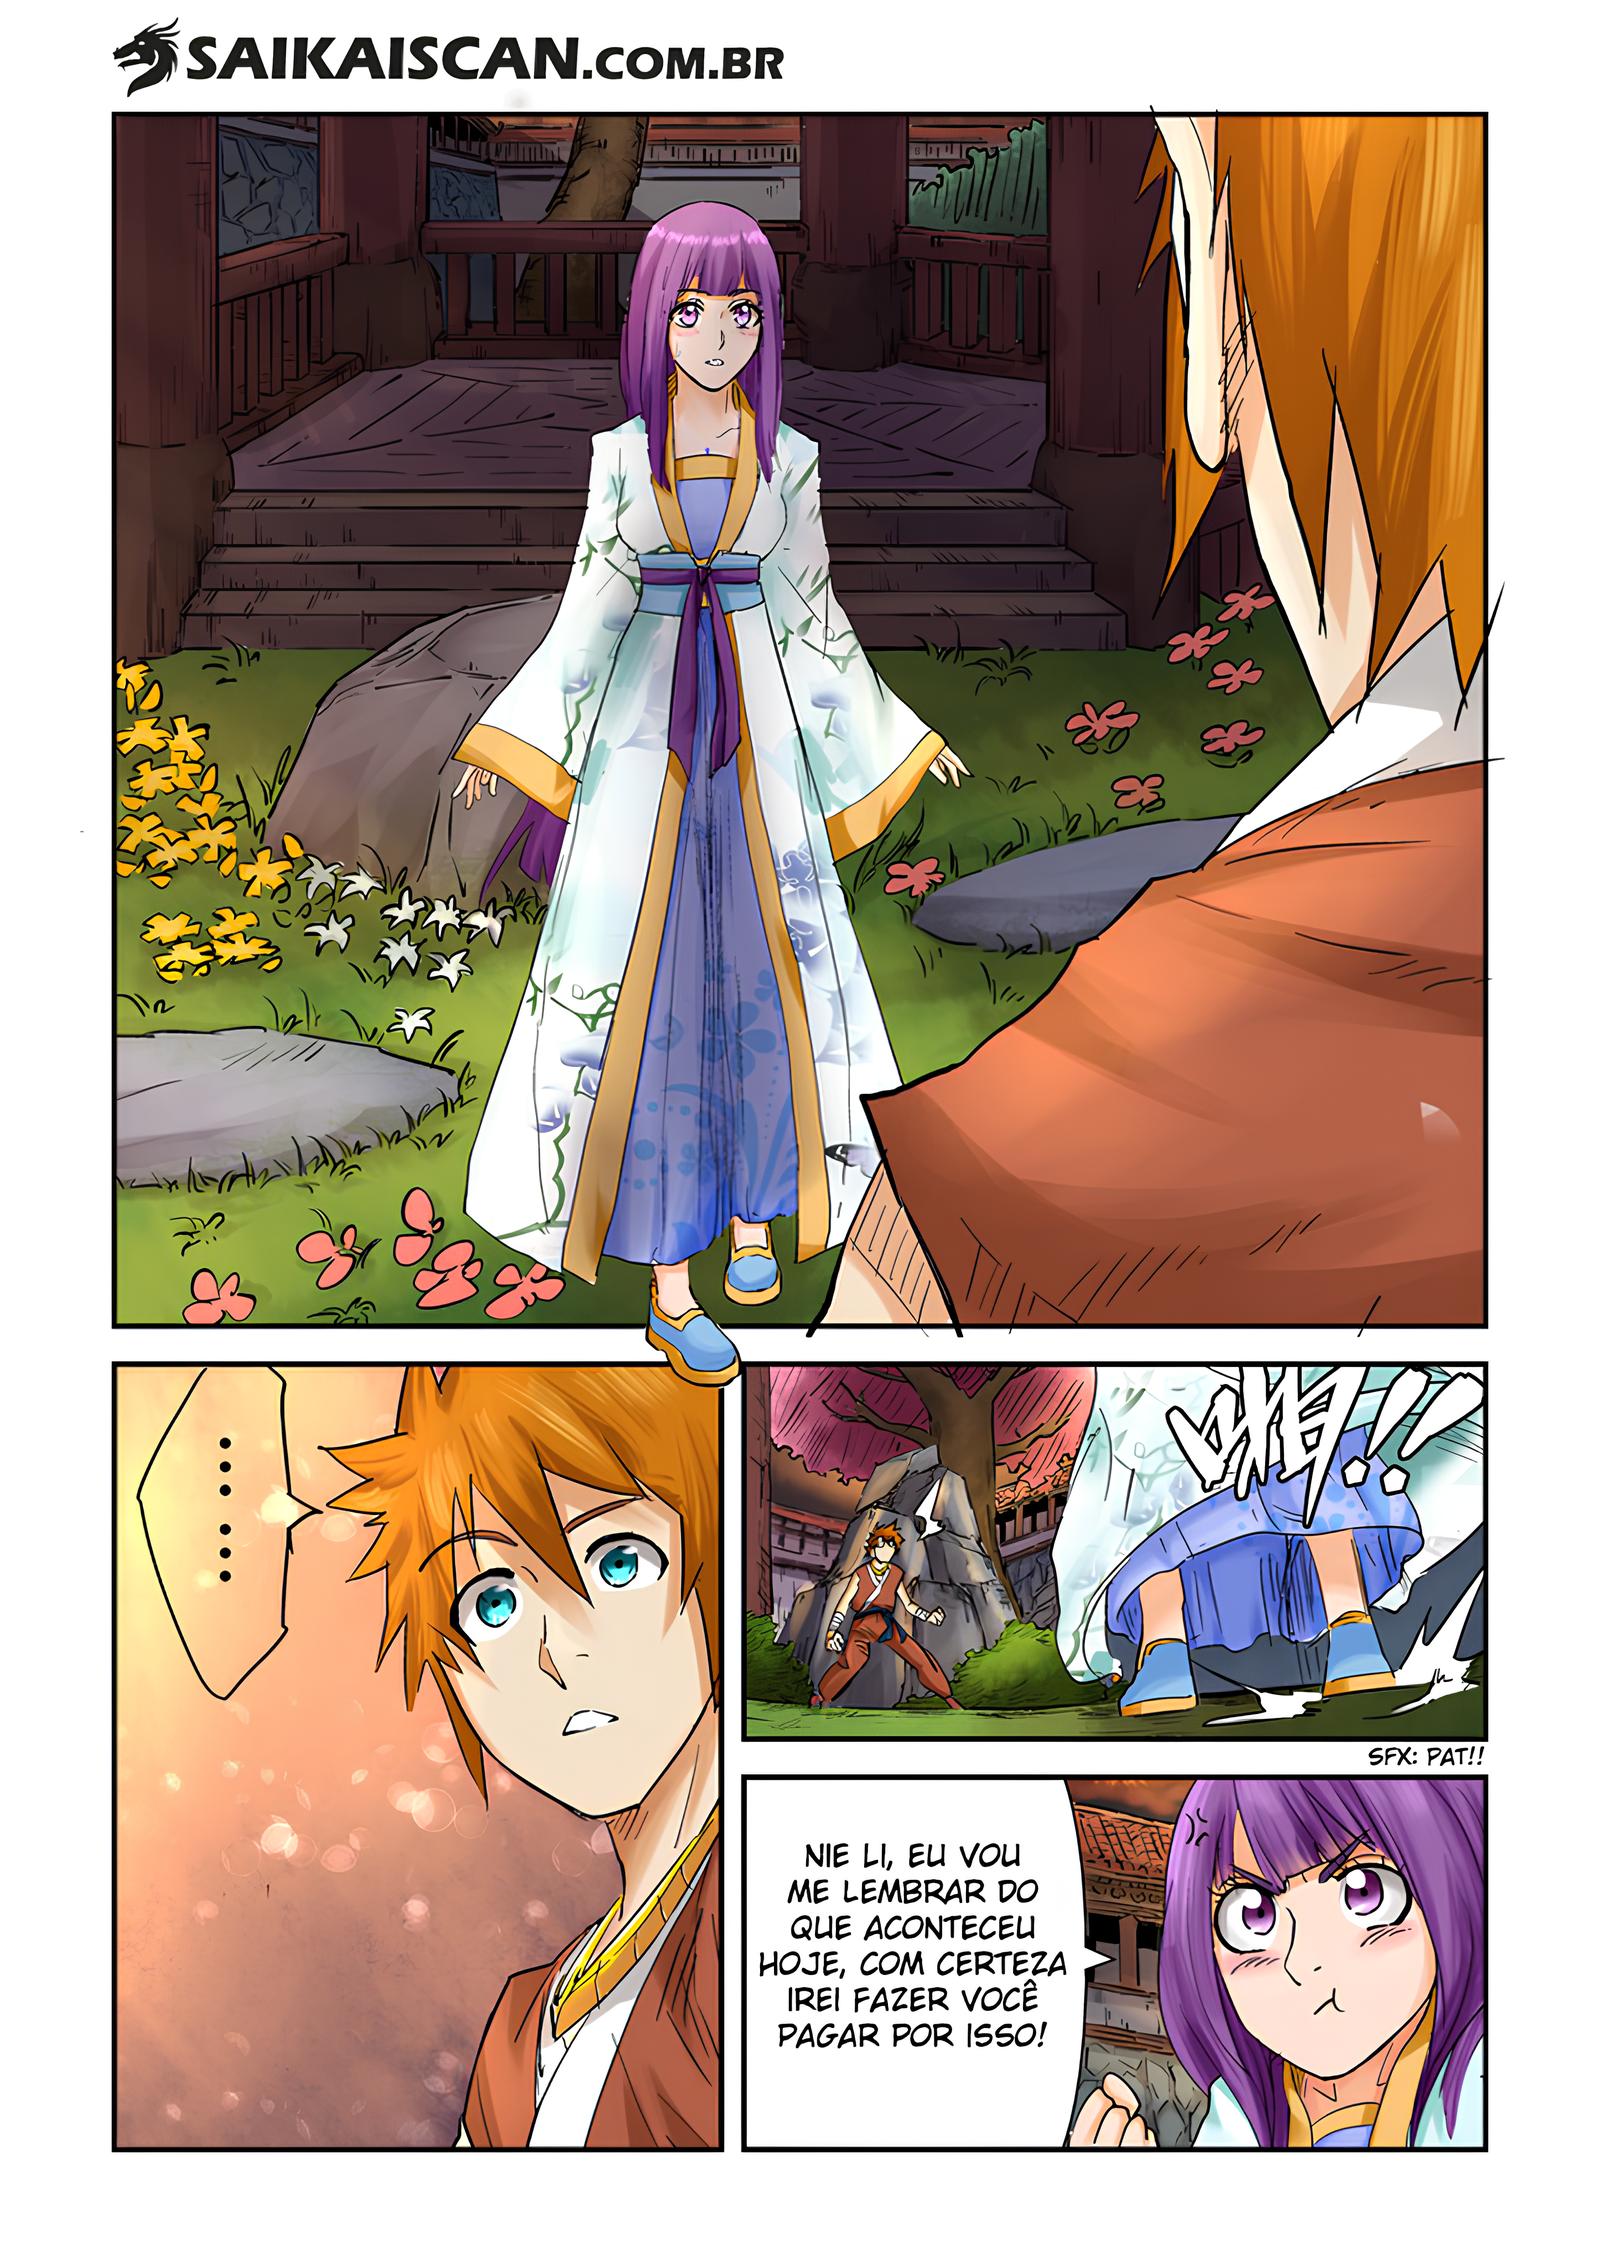 SAIKAISCAN.COM.BR
......
啪!!
SFX: PAT!!
NIE LI, EU VOU
ME LEMBRAR DO
QUE ACONTECEU
HOJE, COM CERTEZA
IREI FAZER VOCÊ
PAGAR POR ISSO!